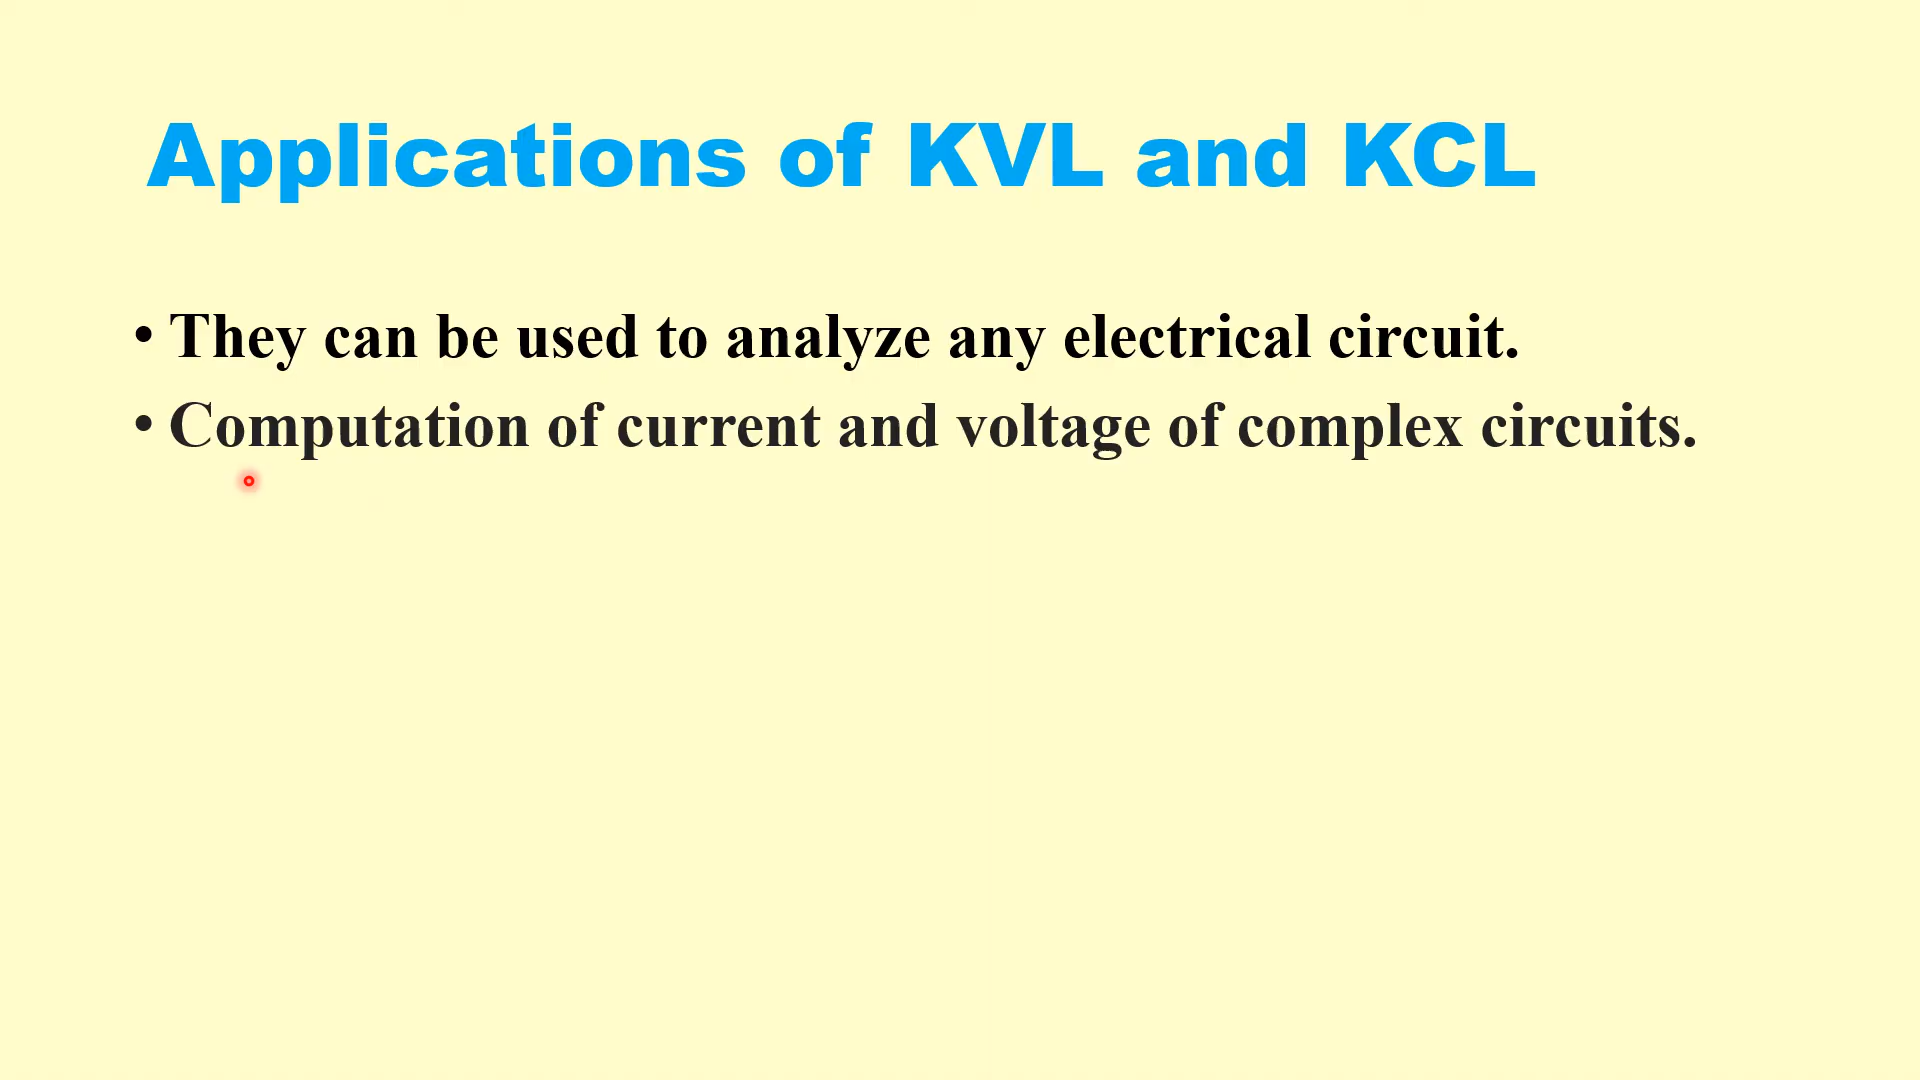 Applications of KVL and KCL
• They can be used to analyze any electrical circuit.
• Computation of current and voltage of complex circuits.